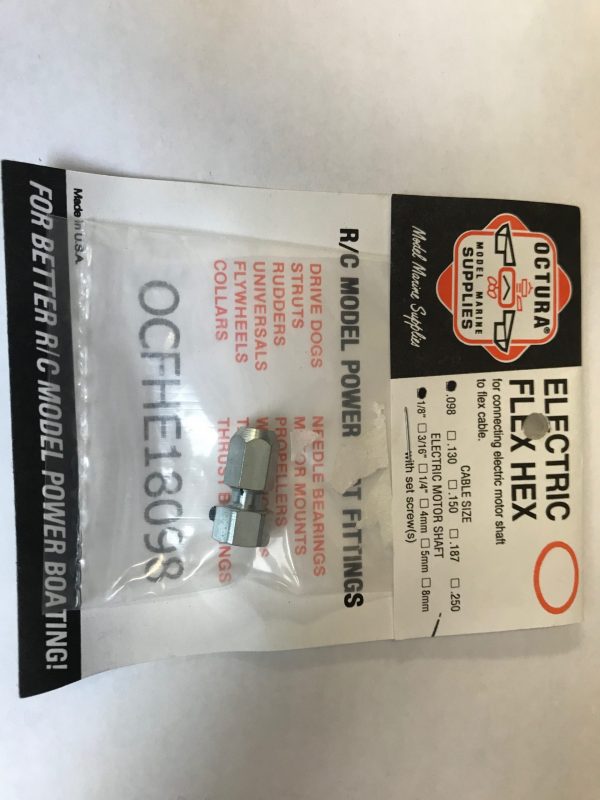 OCTURA®
MODEL MARINE
SUPPLIES
Model Marine Supplies
ELECTRIC
FLEX HEX
for connecting electric motor shaft
to flex cable.
CABLE SIZE
.098 .130 .150 .187 .250
ELECTRIC MOTOR SHAFT
1/8" 3/16" 1/4" 4mm 5mm 8mm
with set screw(s)
R/C MODEL POWER FITTINGS
DRIVE DOGS NEEDLE BEARINGS
STRUTS MOUNTS
RUDDERS PROPELLERS
UNIVERSALS
FLYWHEELS
COLLARS THRUST
OCFHE18098
Made in U.S.A.
FOR BETTER R/C MODEL POWER BOATING!